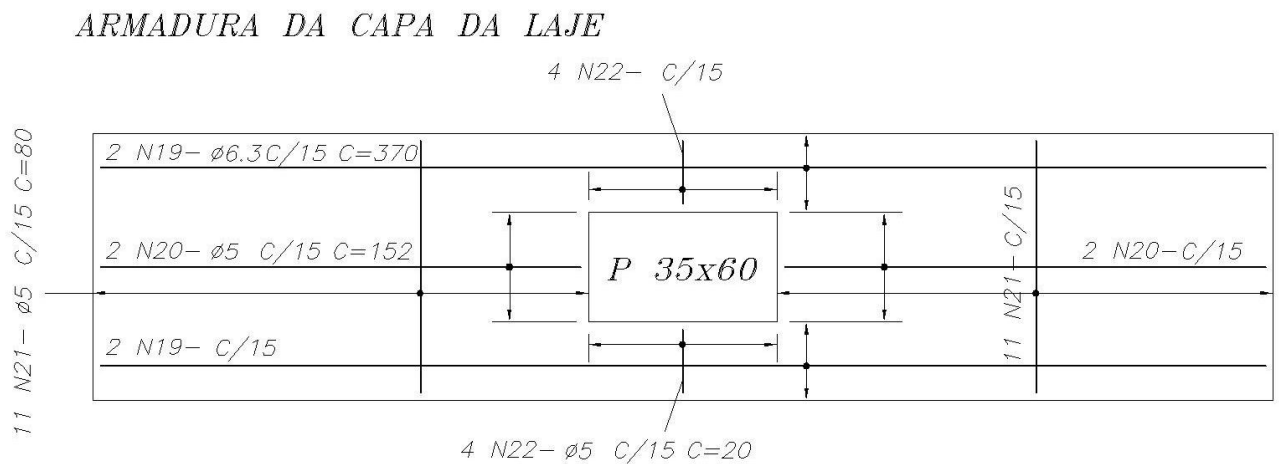 ARMADURA DA CAPA DA LAJE
4 N22- C/15
11 N21- ø5 C/15 C=80
2 N19- ø6.3C/15 C=370
2 N20- ø5 C/15 C=152
P 35x60
11 N21-C/15
2 N20-C/15
2 N19- C/15
4 N22- ø5 C/15 C=20